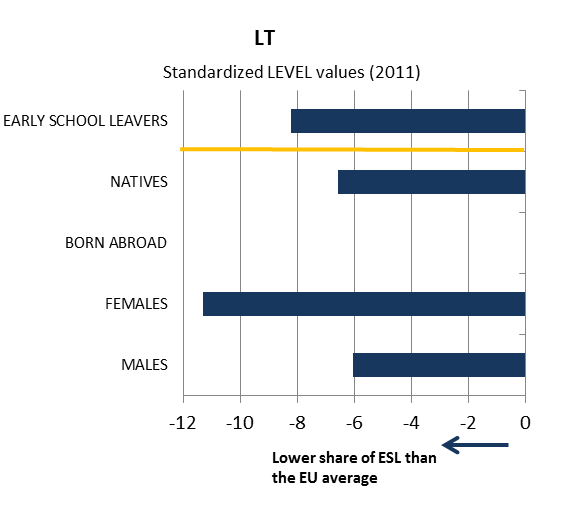 LT
Standardized LEVEL values (2011)
EARLY SCHOOL LEAVERS
NATIVES
BORN ABROAD
FEMALES
MALES
-12 -10 -8 -6 -4 -2 0
Lower share of ESL than
the EU average